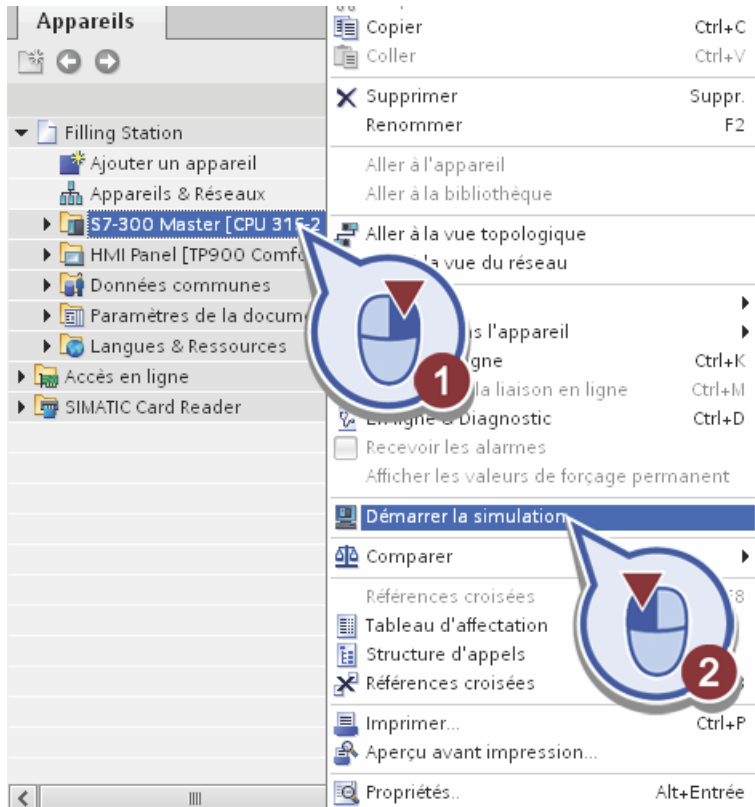 Appareils
Filling Station
Ajouter un appareil
Appareils & Réseaux
S7-300 Master [CPU 315-2
HMI Panel [TP900 Comfo
Données communes
Paramètres de la docum
Langues & Ressources
Accès en ligne
SIMATIC Card Reader
Copier Ctrl+C
Coller Ctrl+V
Supprimer Suppr.
Renommer F2
Aller à l'appareil
Aller à la bibliothèque
Aller à la vue topologique
la vue du réseau
l'appareil
Ctrl+K
la liaison en ligne Ctrl+M
En ligne & Diagnostic Ctrl+D
Recevoir les alarmes
Afficher les valeurs de forçage permanent
Démarrer la simulation
Comparer
Références croisées
Tableau d'affectation
Structure d'appels
Références croisées
Imprimer... Ctrl+P
Aperçu avant impression...
Propriétés.. Alt+Entrée
1
2